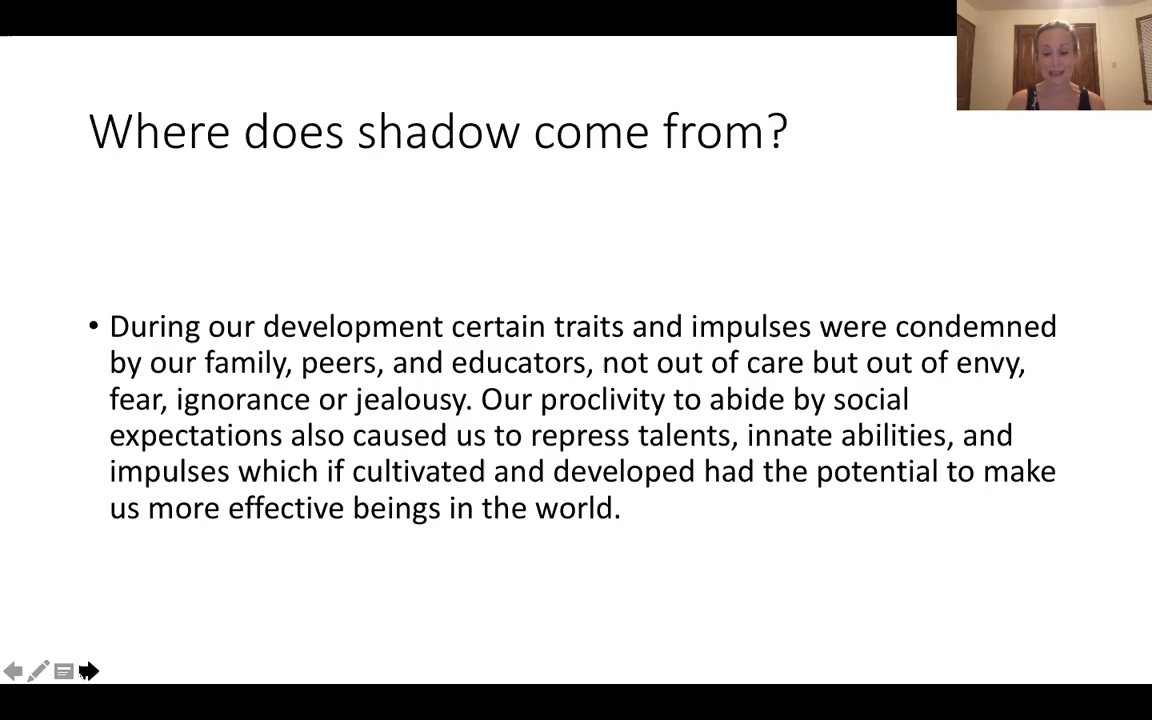 Where does shadow come from?
• During our development certain traits and impulses were condemned
by our family, peers, and educators, not out of care but out of envy,
fear, ignorance or jealousy. Our proclivity to abide by social
expectations also caused us to repress talents, innate abilities, and
impulses which if cultivated and developed had the potential to make
us more effective beings in the world.